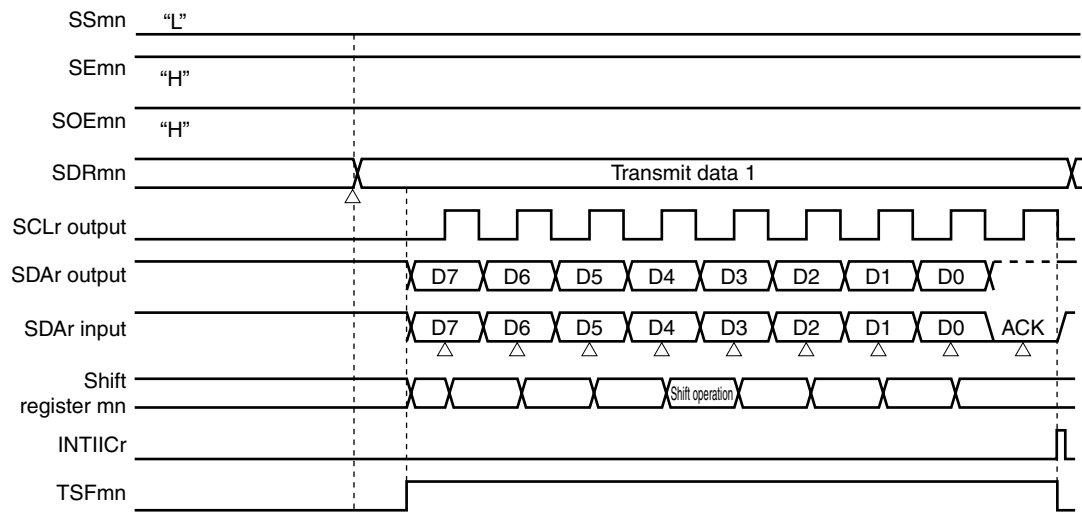 SSmn “L”
SEmn “H”
SOEmn “H”
SDRmn Transmit data 1
SCLr output
SDAr output D7 D6 D5 D4 D3 D2 D1 D0
SDAr input D7 D6 D5 D4 D3 D2 D1 D0 ACK
Shift
register mn Shift operation
INTIICr
TSFmn